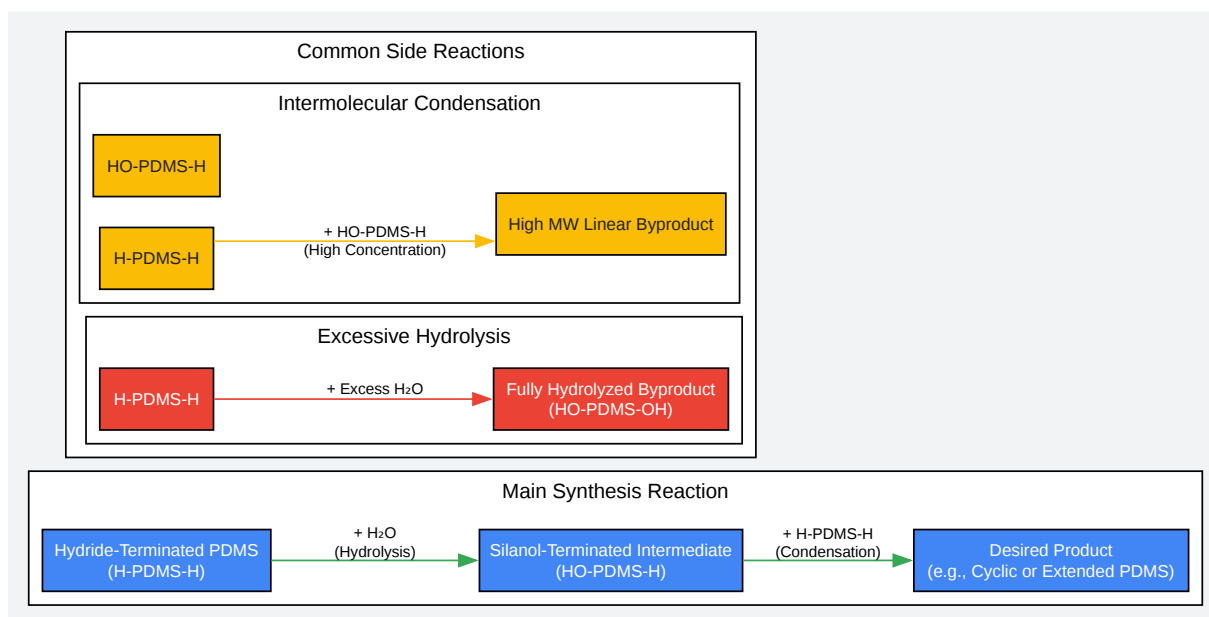 Common Side Reactions
Intermolecular Condensation
HO-PDMS-H
H-PDMS-H
+ HO-PDMS-H
(High Concentration)
High MW Linear Byproduct
Excessive Hydrolysis
H-PDMS-H
+ Excess H₂O
Fully Hydrolyzed Byproduct
(HO-PDMS-OH)
Main Synthesis Reaction
Hydride-Terminated PDMS
(H-PDMS-H)
+ H₂O
(Hydrolysis)
Silanol-Terminated Intermediate
(HO-PDMS-H)
+ H-PDMS-H
(Condensation)
Desired Product
(e.g., Cyclic or Extended PDMS)